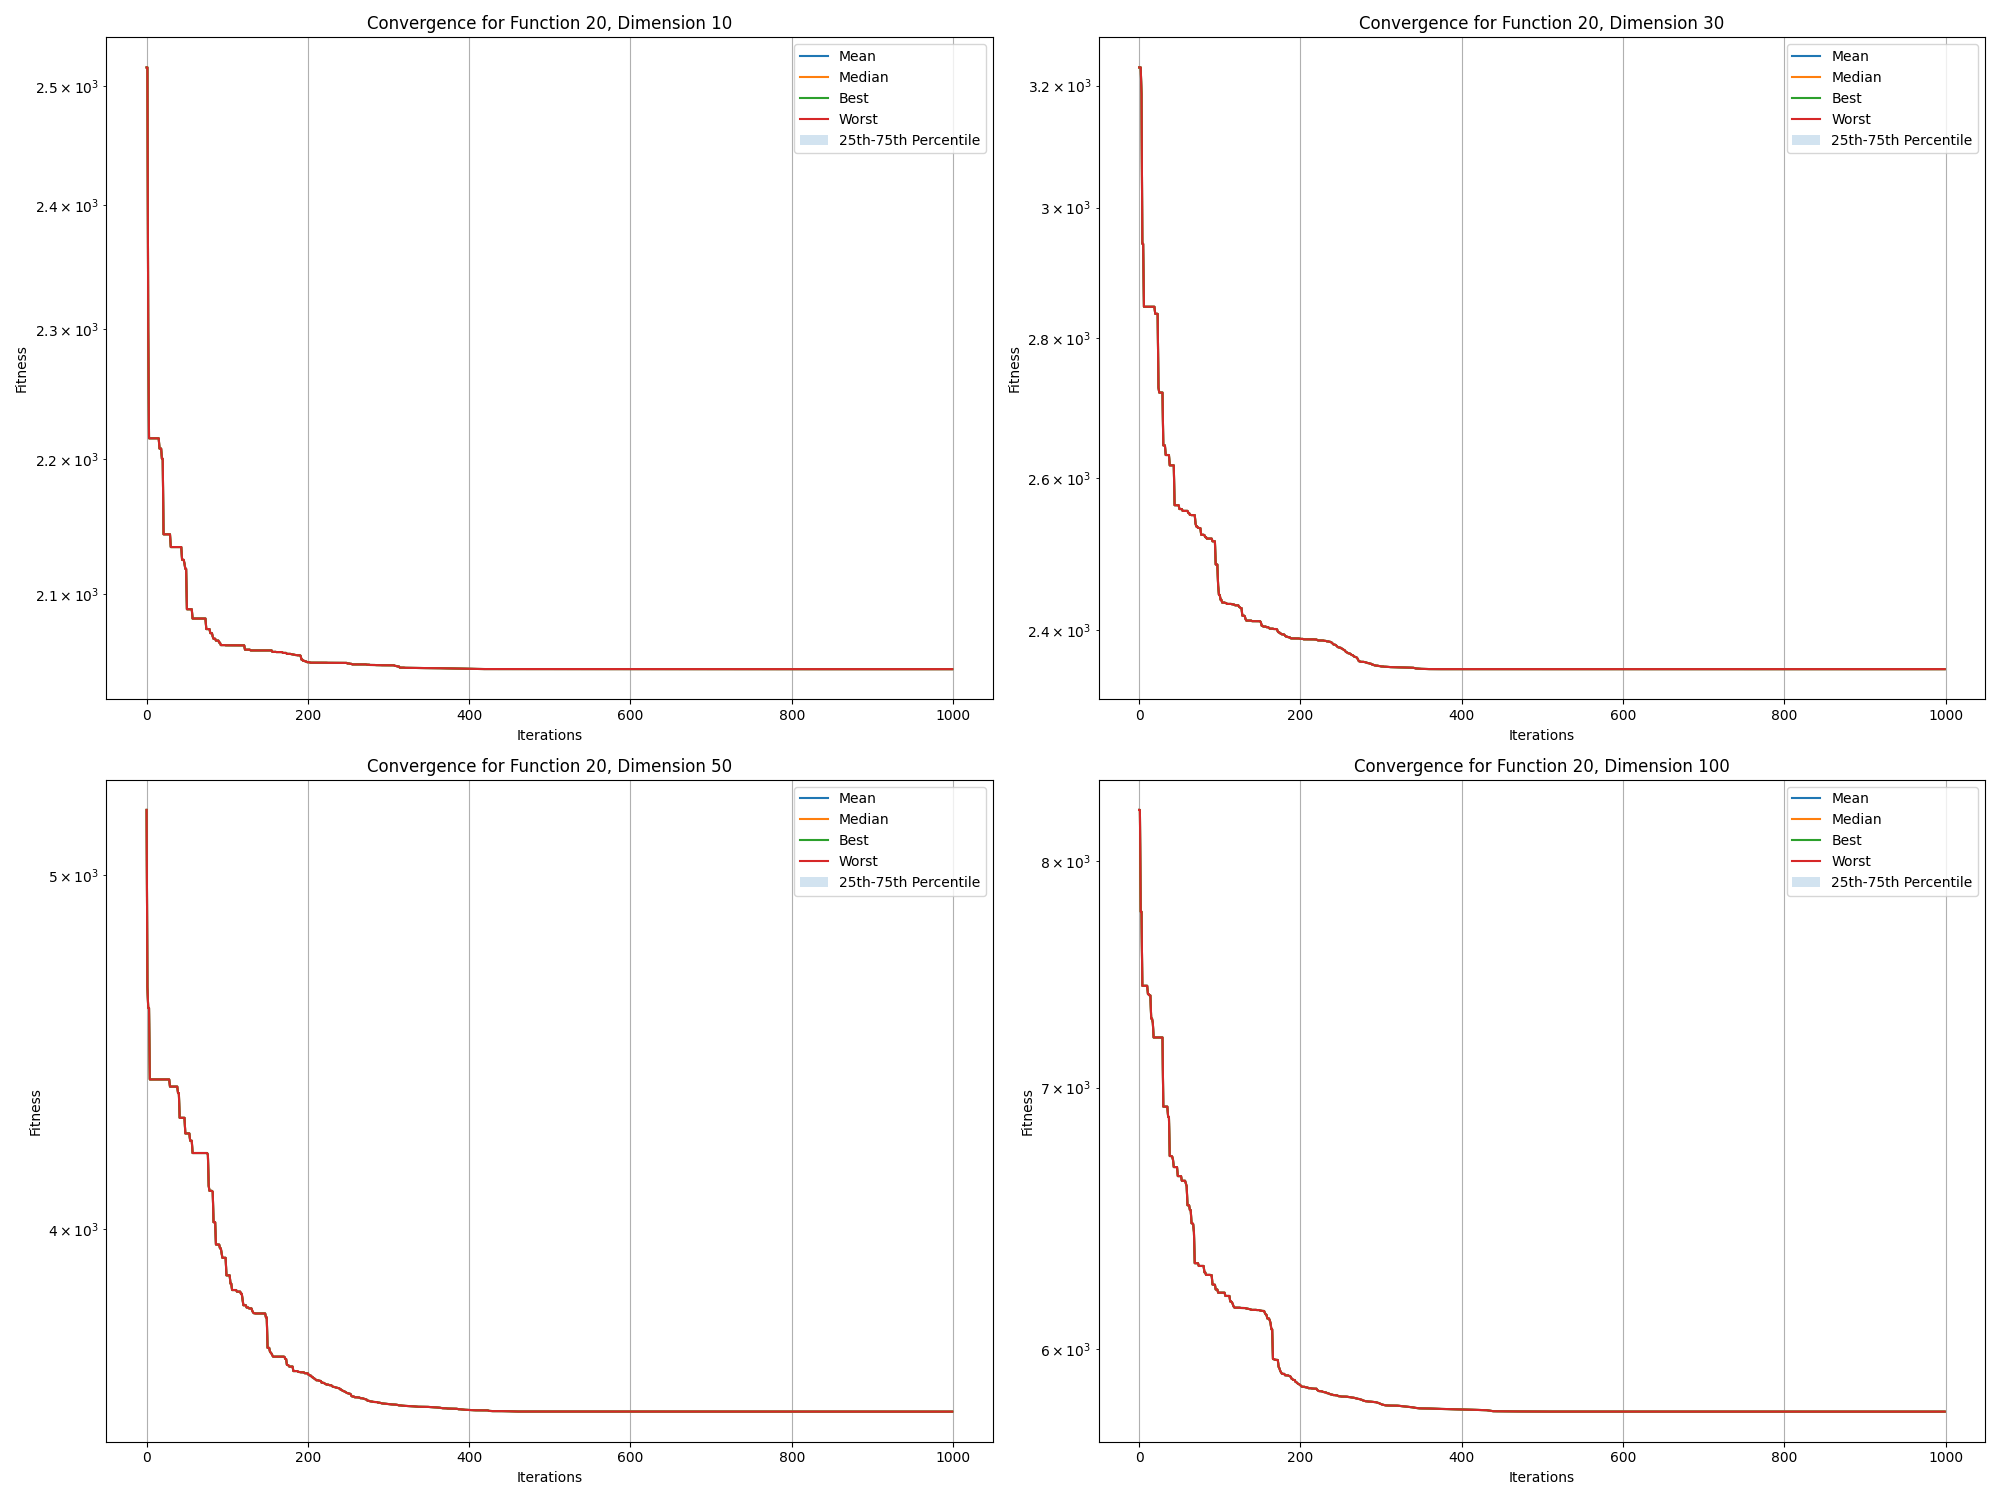 Convergence for Function 20, Dimension 10
Fitness
2.5 × 10³
2.4 × 10³
2.3 × 10³
2.2 × 10³
2.1 × 10³
Mean
Median
Best
Worst
25th-75th Percentile
0 200 400 600 800 1000
Iterations
Convergence for Function 20, Dimension 30
Fitness
3.2 × 10³
3 × 10³
2.8 × 10³
2.6 × 10³
2.4 × 10³
Mean
Median
Best
Worst
25th-75th Percentile
0 200 400 600 800 1000
Iterations
Convergence for Function 20, Dimension 50
Fitness
5 × 10³
4 × 10³
Mean
Median
Best
Worst
25th-75th Percentile
0 200 400 600 800 1000
Iterations
Convergence for Function 20, Dimension 100
Fitness
8 × 10³
7 × 10³
6 × 10³
Mean
Median
Best
Worst
25th-75th Percentile
0 200 400 600 800 1000
Iterations